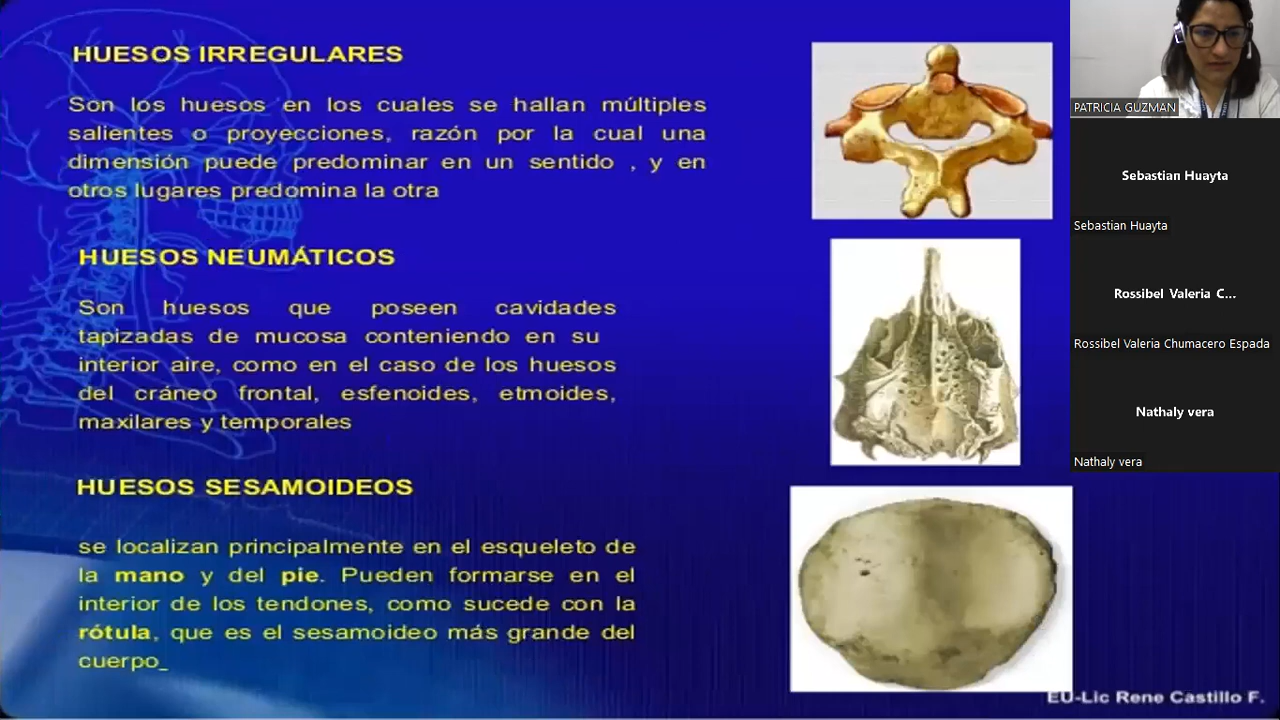 HUESOS IRREGULARES
Son los huesos en los cuales se hallan múltiples
salientes o proyecciones, razón por la cual una
dimensión puede predominar en un sentido , y en
otros lugares predomina la otra
HUESOS NEUMÁTICOS
Son huesos que poseen cavidades
tapizadas de mucosa conteniendo en su
interior aire, como en el caso de los huesos
del cráneo frontal, esfenoides, etmoides,
maxilares y temporales
HUESOS SESAMOIDEOS
se localizan principalmente en el esqueleto de
la mano y del pie. Pueden formarse en el
interior de los tendones, como sucede con la
rótula, que es el sesamoideo más grande del
cuerpo_
EU-Lic Rene Castillo F.
PATRICIA GUZMAN
Sebastian Huayta
Sebastian Huayta
Rossibel Valeria C...
Rossibel Valeria Chumacero Espada
Nathaly vera
Nathaly vera